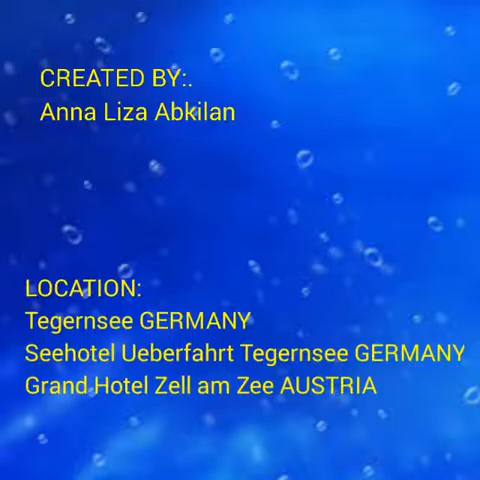 CREATED BY:.
Anna Liza Abkilan
LOCATION:
Tegernsee GERMANY
Seehotel Ueberfahrt Tegernsee GERMANY
Grand Hotel Zell am Zee AUSTRIA